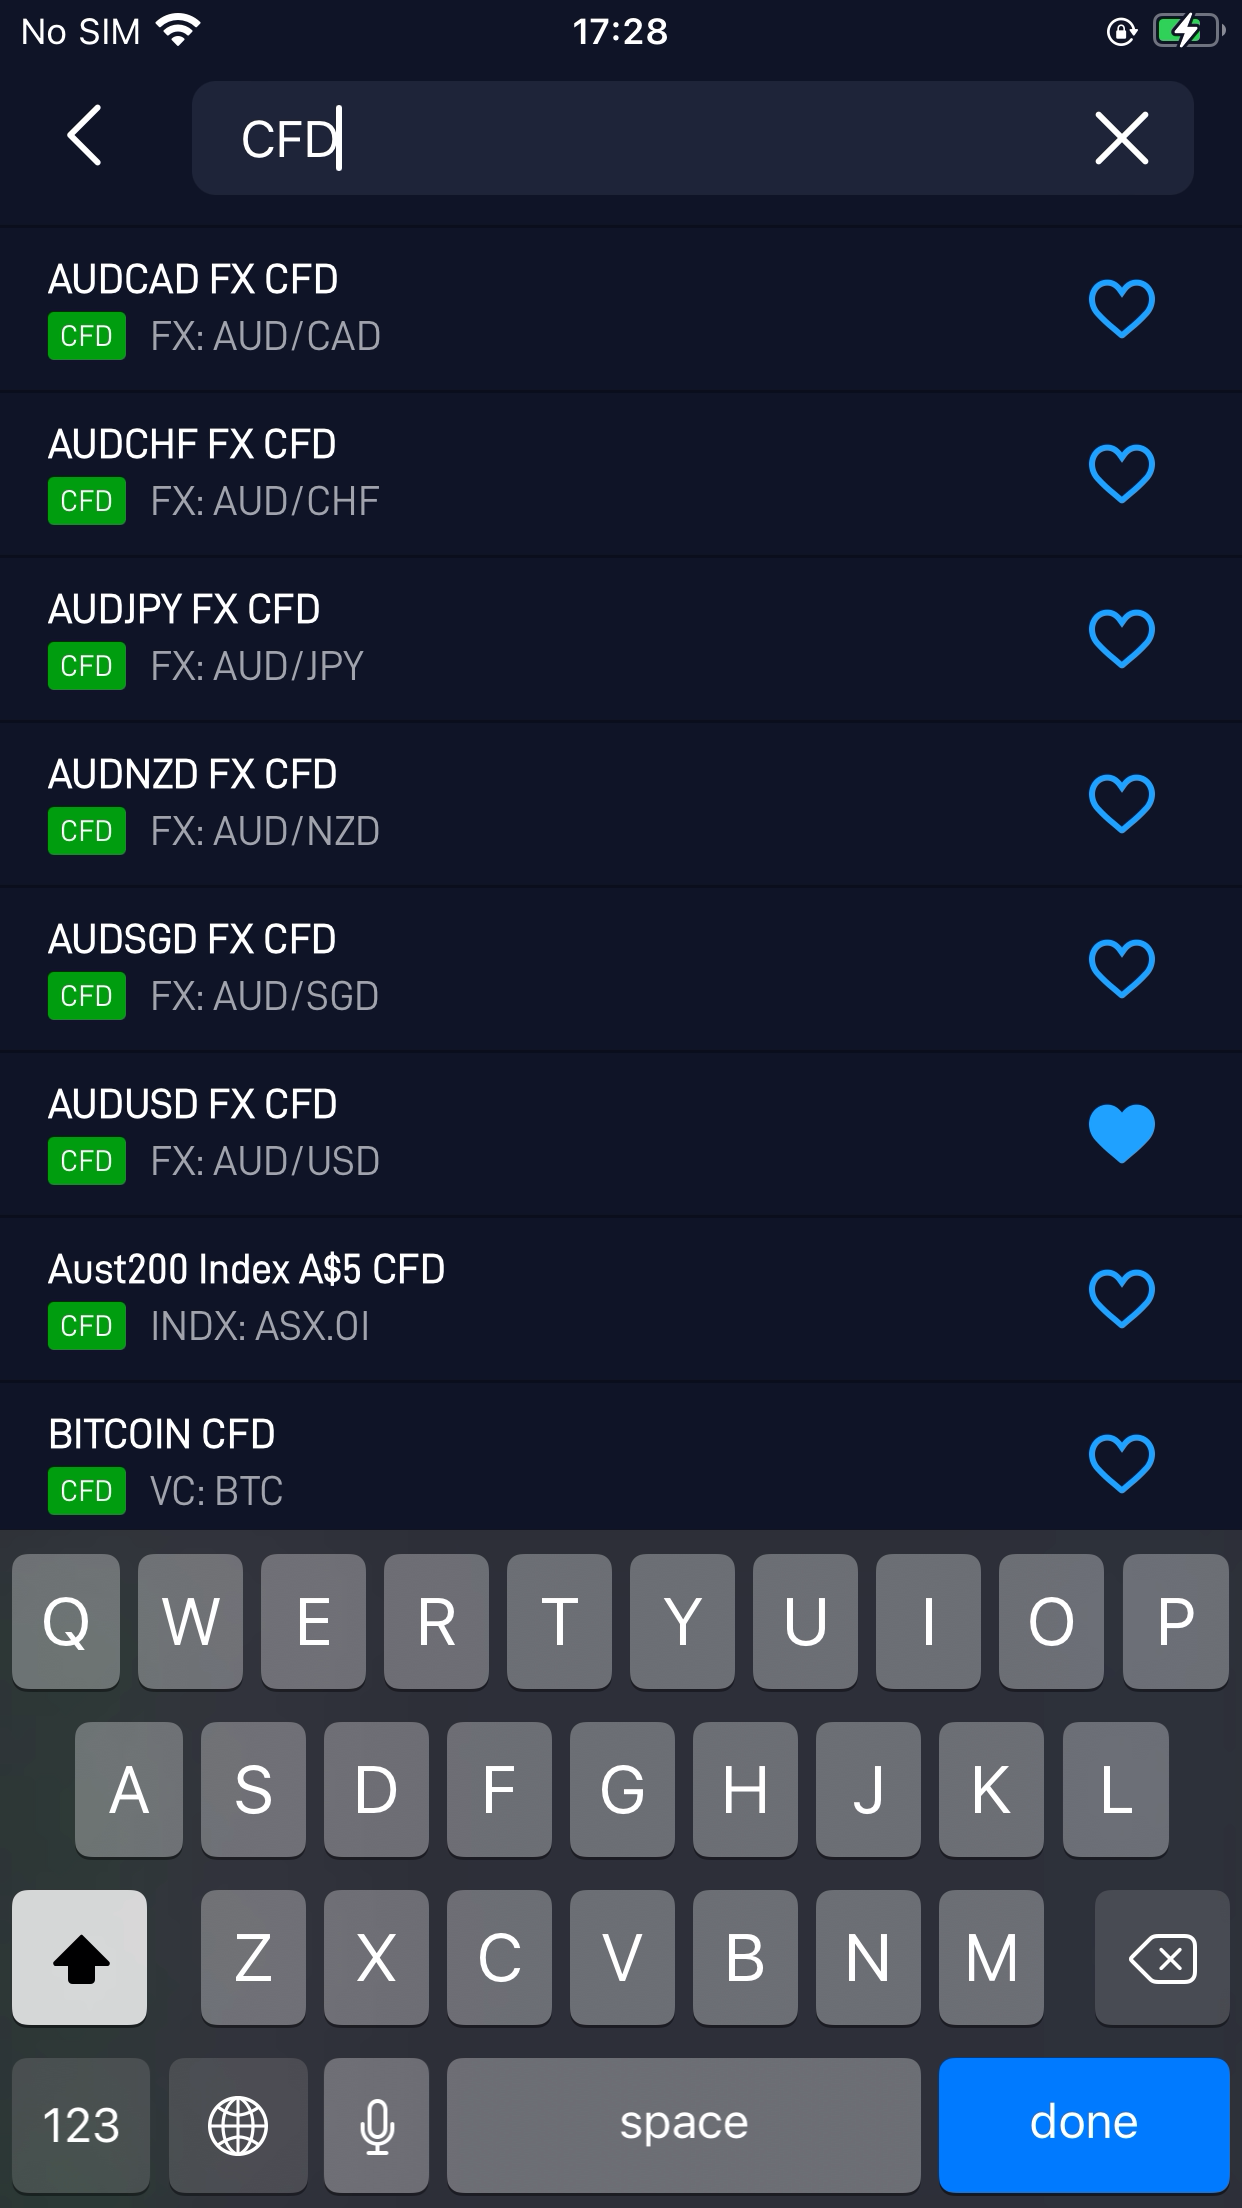 No SIM
17:28
CFD
AUDCAD FX CFD
CFD FX: AUD/CAD
AUDCHF FX CFD
CFD FX: AUD/CHF
AUDJPY FX CFD
CFD FX: AUD/JPY
AUDNZD FX CFD
CFD FX: AUD/NZD
AUDSGD FX CFD
CFD FX: AUD/SGD
AUDUSD FX CFD
CFD FX: AUD/USD
Aust200 Index A$5 CFD
CFD INDX: ASX.OI
BITCOIN CFD
CFD VC: BTC
Q W E R T Y U I O P
A S D F G H J K L
Z X C V B N M
123 space done